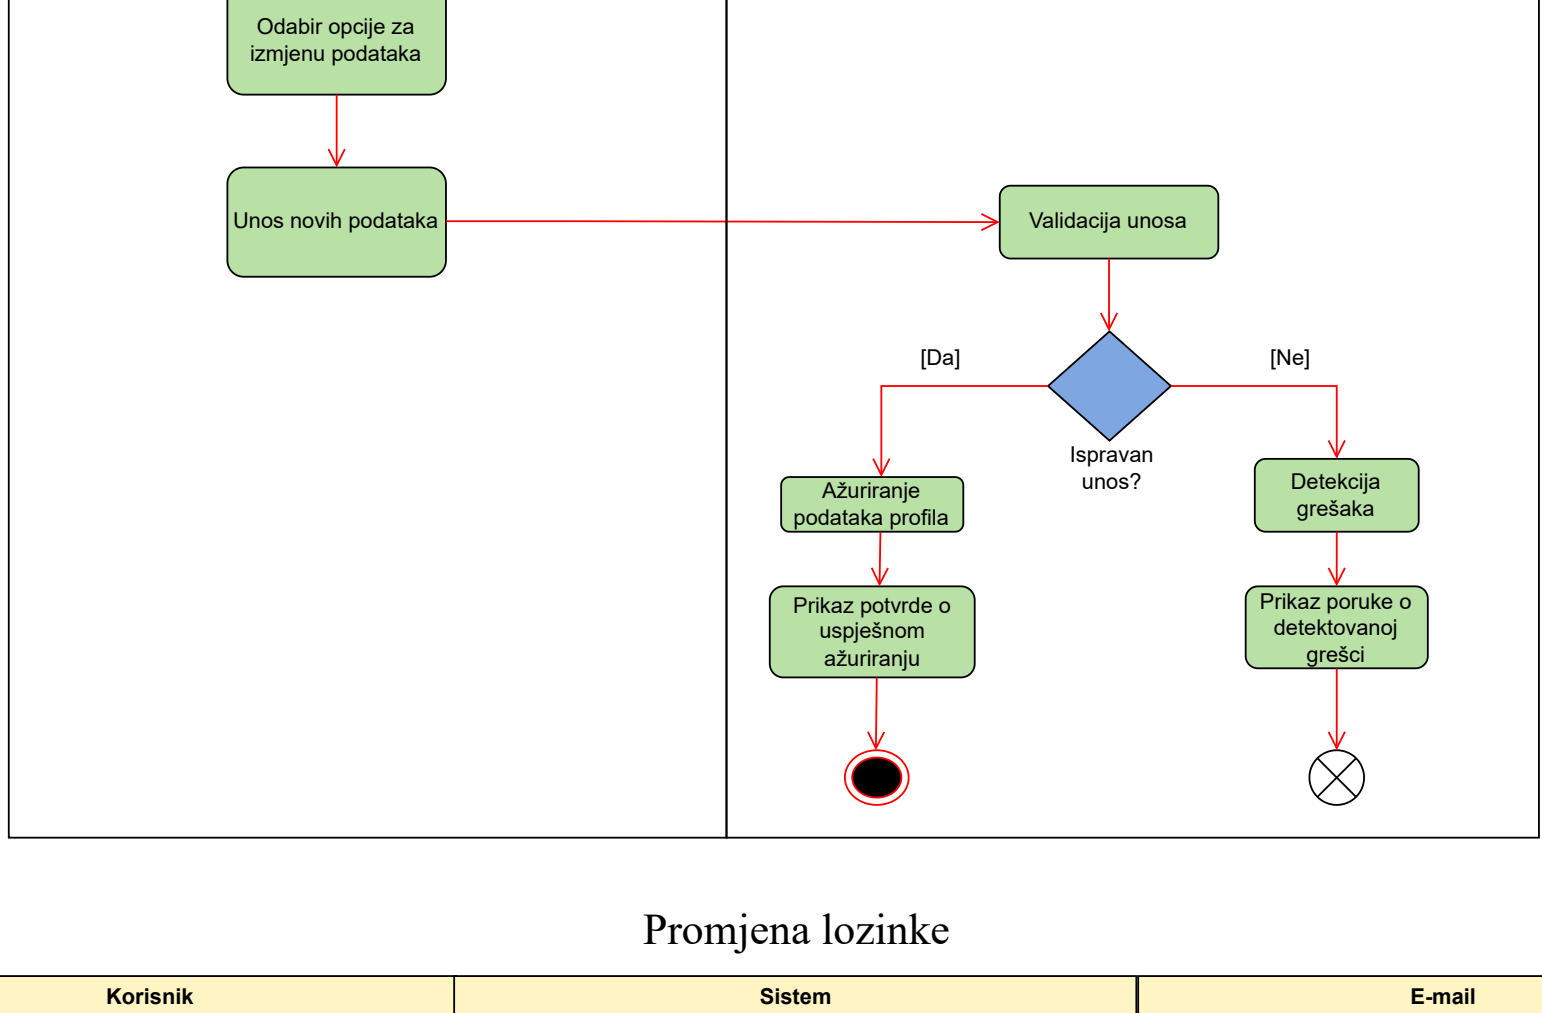 Odabir opcije za
izmjenu podataka
Unos novih podataka
Validacija unosa
[Da]
[Ne]
Ispravan
unos?
Ažuriranje
podataka profila
Detekcija
grešaka
Prikaz potvrde o
uspješnom
ažuriranju
Prikaz poruke o
detektovanoj
grešci
Promjena lozinke
Korisnik
Sistem
E-mail